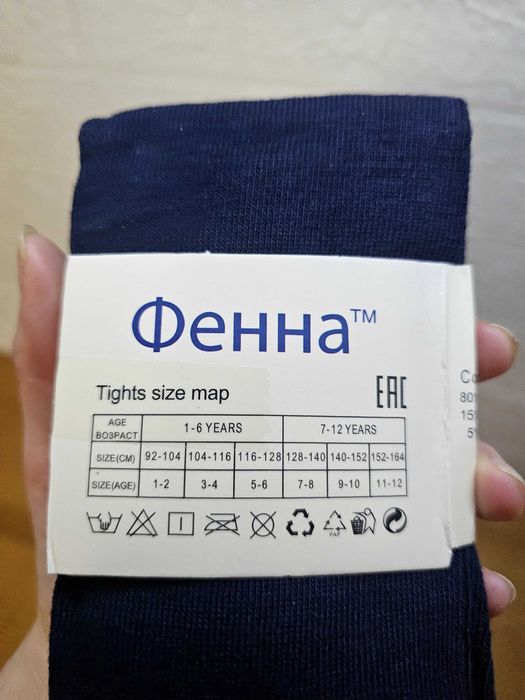 Фенна™
Tights size map
EAC
AGE 1-6 YEARS 7-12 YEARS
ВОЗРАСТ
SIZE(CM) 92-104 104-116 116-128 128-140 140-152 152-164
SIZE(AGE) 1-2 3-4 5-6 7-8 9-10 11-12
PAP